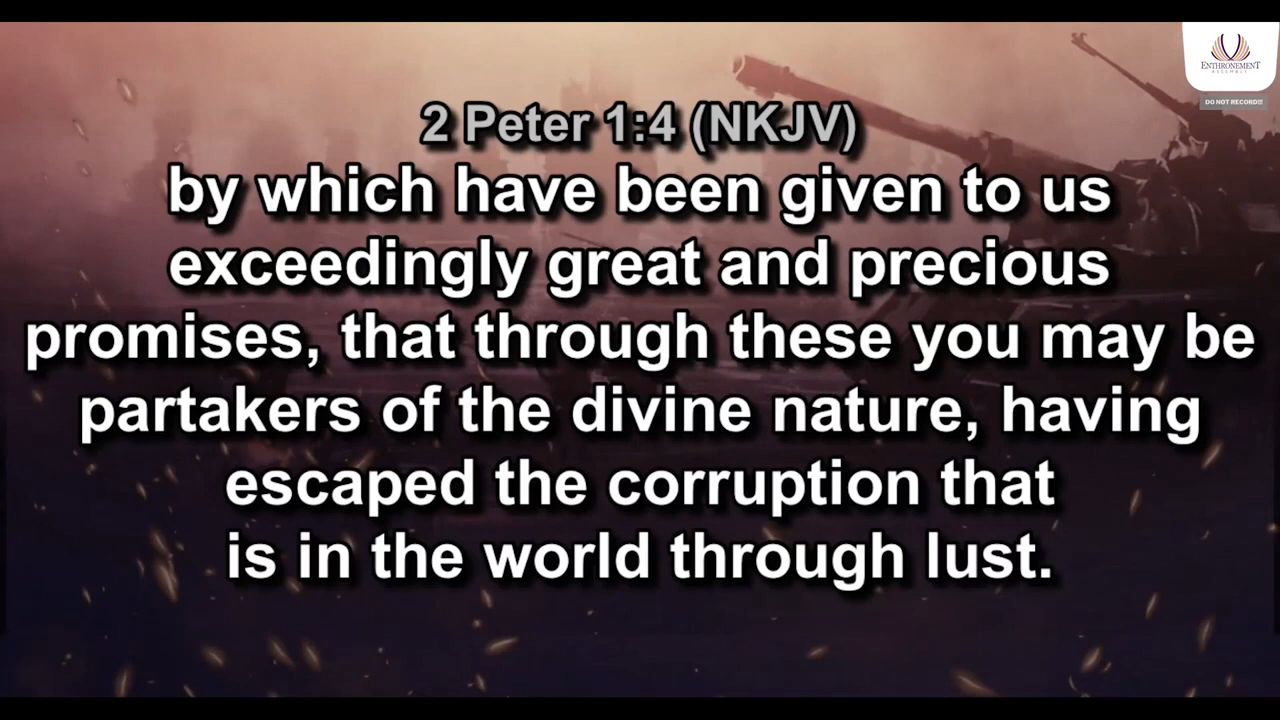 ENTHRONEMENT
ASSEMBLY
DO NOT RECORD!!!
2 Peter 1:4 (NKJV)
by which have been given to us
exceedingly great and precious
promises, that through these you may be
partakers of the divine nature, having
escaped the corruption that
is in the world through lust.